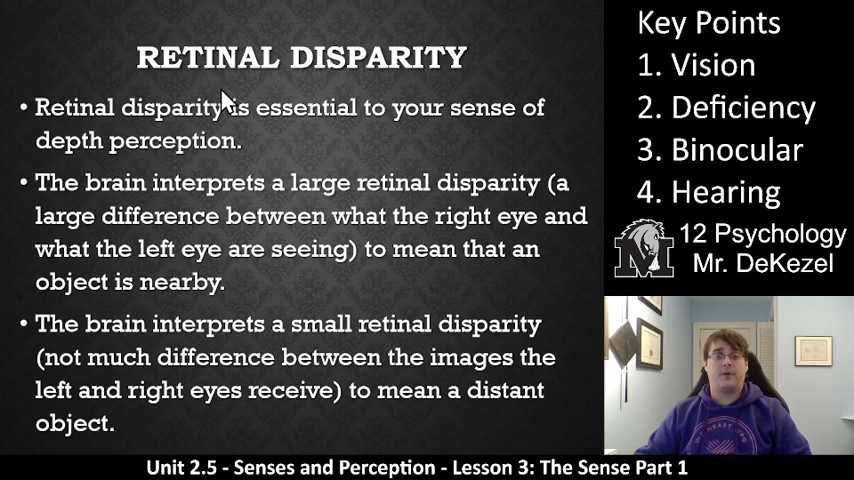 RETINAL DISPARITY
• Retinal disparity is essential to your sense of
depth perception.
• The brain interprets a large retinal disparity (a
large difference between what the right eye and
what the left eye are seeing) to mean that an
object is nearby.
• The brain interprets a small retinal disparity
(not much difference between the images the
left and right eyes receive) to mean a distant
object.
Key Points
1. Vision
2. Deficiency
3. Binocular
4. Hearing
M
12 Psychology
Mr. DeKezel
Unit 2.5 - Senses and Perception - Lesson 3: The Sense Part 1